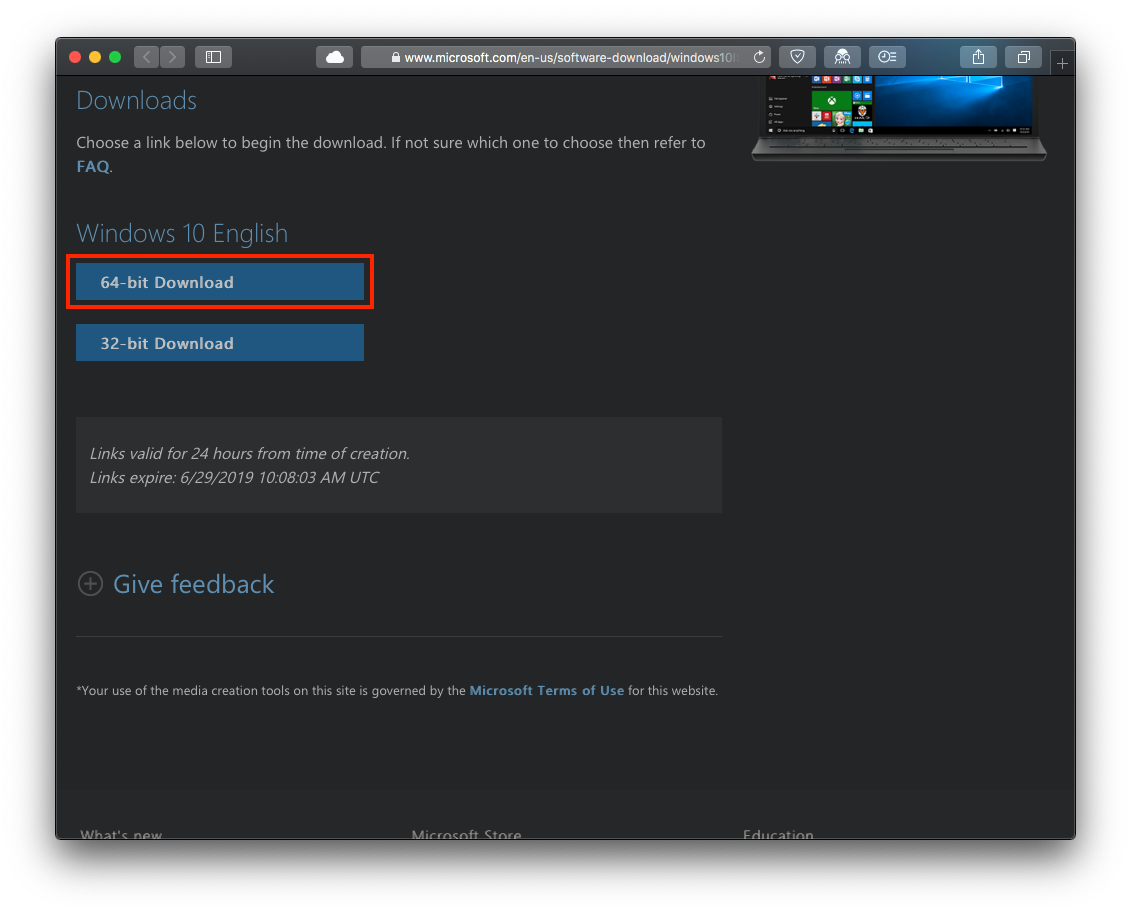 www.microsoft.com/en-us/software-download/windows10
Downloads
Choose a link below to begin the download. If not sure which one to choose then refer to
FAQ.
Windows 10 English
64-bit Download
32-bit Download
Links valid for 24 hours from time of creation.
Links expire: 6/29/2019 10:08:03 AM UTC
Give feedback
*Your use of the media creation tools on this site is governed by the Microsoft Terms of Use for this website.
What's new
Microsoft Store
Education